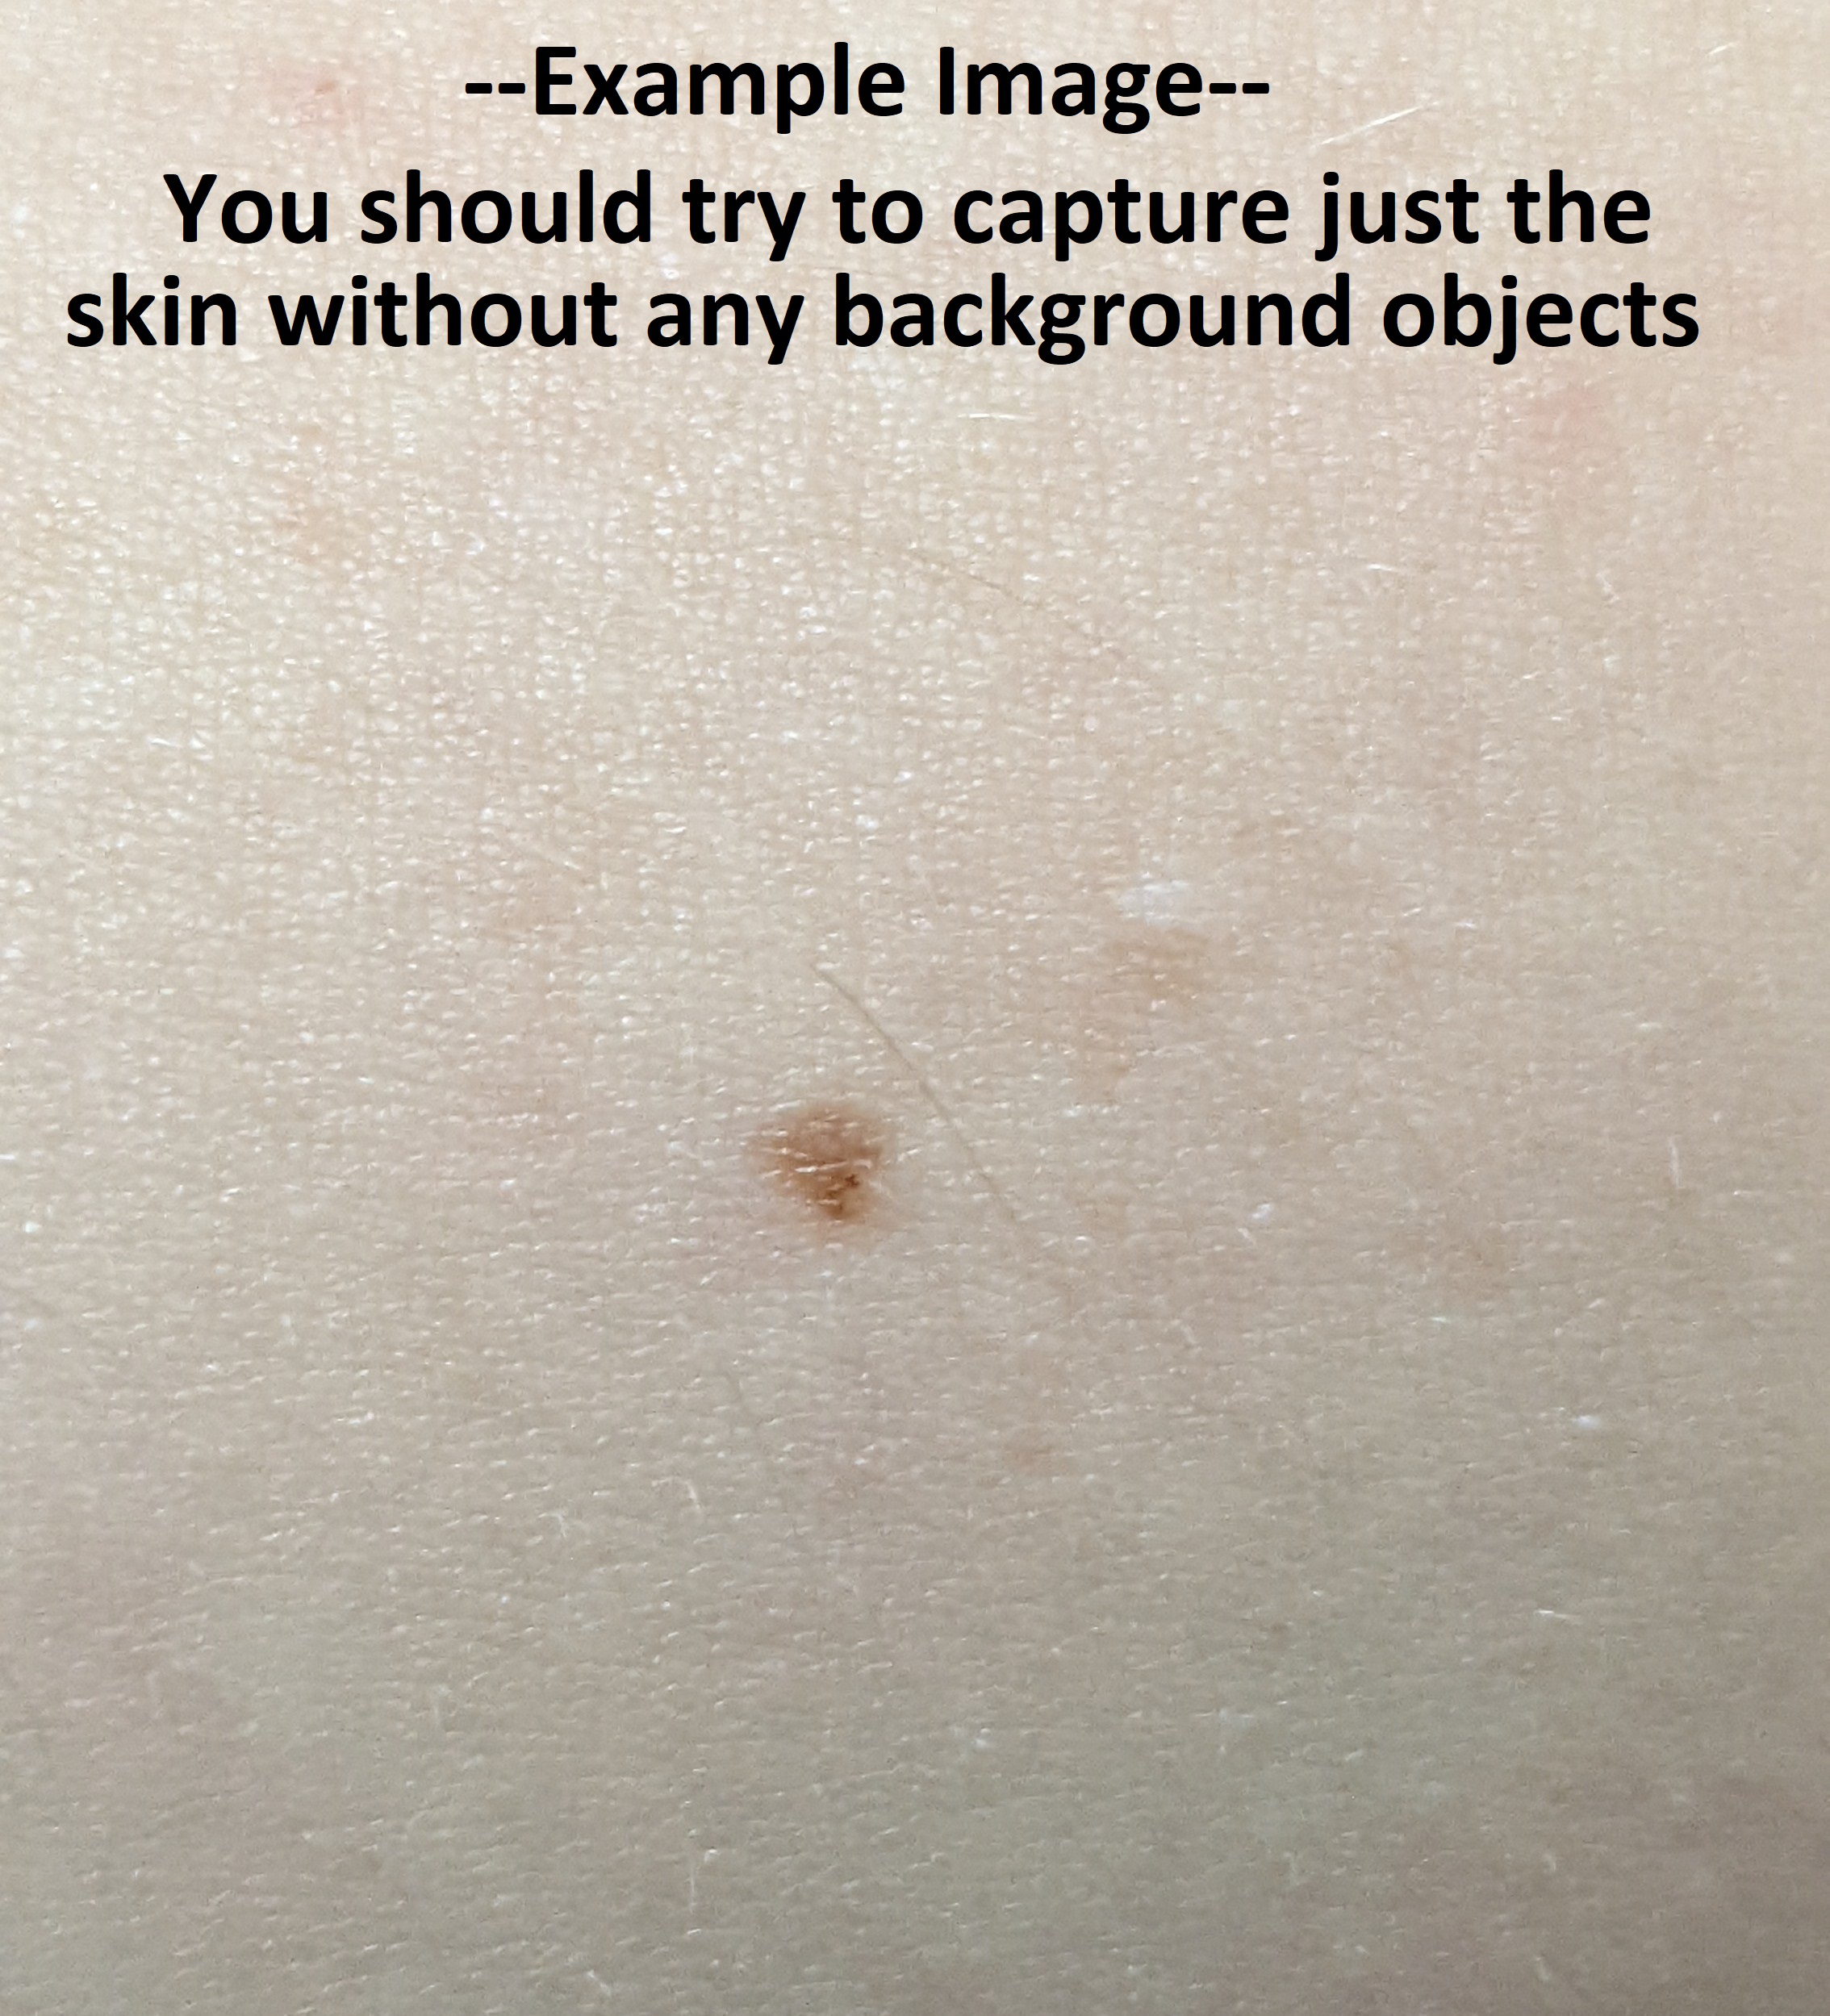 --Example Image--
You should try to capture just the
skin without any background objects